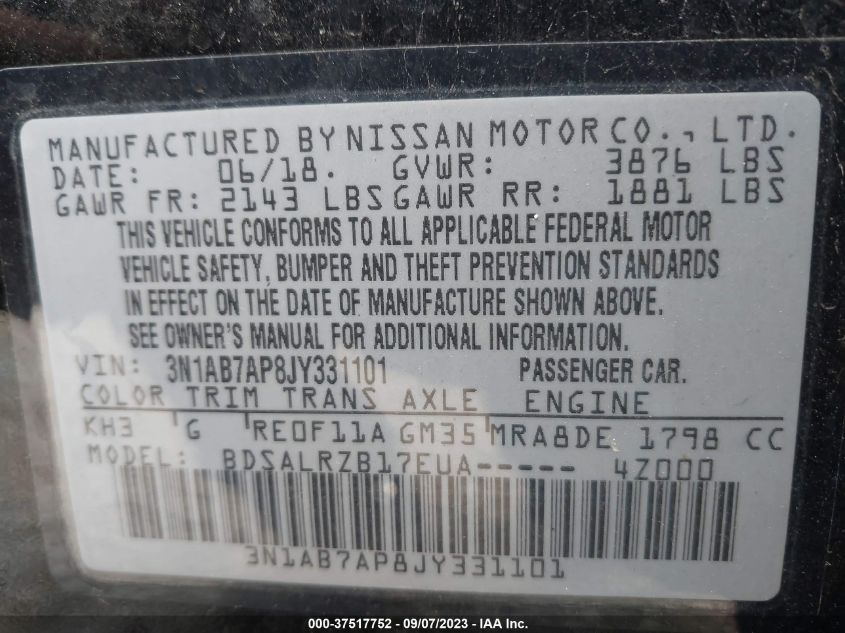 MANUFACTURED BY NISSAN MOTOR CO., LTD.
DATE: 06/18. GVWR: 3876 LBS
GAWR FR: 2143 LBS GAWR RR: 1881 LBS
THIS VEHICLE CONFORMS TO ALL APPLICABLE FEDERAL MOTOR
VEHICLE SAFETY, BUMPER AND THEFT PREVENTION STANDARDS
IN EFFECT ON THE DATE OF MANUFACTURE SHOWN ABOVE.
SEE OWNER'S MANUAL FOR ADDITIONAL INFORMATION.
VIN: 3N1AB7AP8JY331101 PASSENGER CAR.
COLOR TRIM TRANS AXLE ENGINE
KH3 G RE0F11A GM35 MRA8DE 1798 CC
MODEL: BDSALRZB17EUA----- 4Z000
3N1AB7AP8JY331101
000-37517752 - 09/07/2023 - IAA Inc.